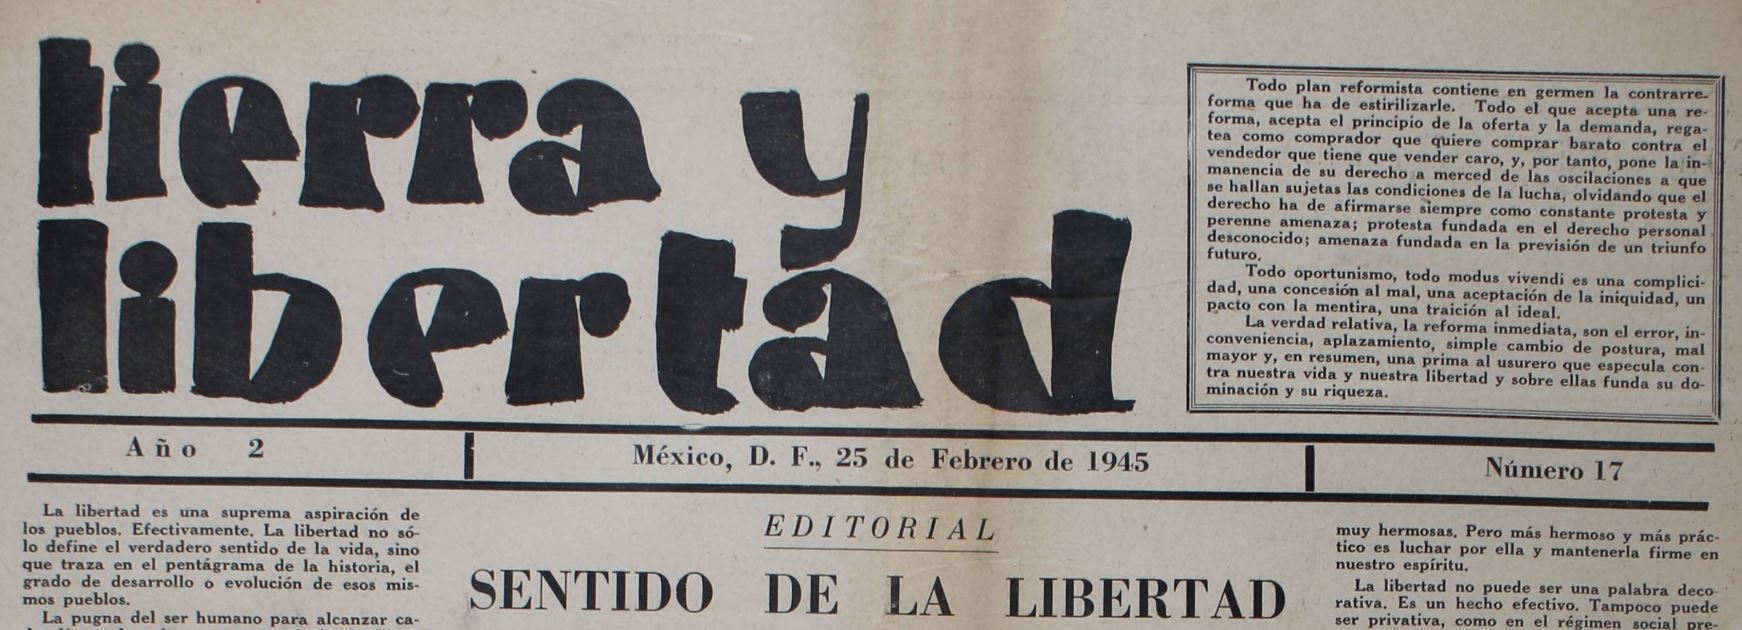 tierra y
libertad
Todo plan reformista contiene en germen la contrarre-
forma que ha de estirilizarle. Todo el que acepta una re-
forma, acepta el principio de la oferta y la demanda, rega-
tea como comprador que quiere comprar barato contra el
vendedor que tiene que vender caro, y, por tanto, pone la in-
manencia de su derecho a merced de las oscilaciones a que
se hallan sujetas las condiciones de la lucha, olvidando que el
derecho ha de afirmarse siempre como constante protesta y
perenne amenaza; protesta fundada en el derecho personal
desconocido; amenaza fundada en la previsión de un triunfo
futuro.
Todo oportunismo, todo modus vivendi es una complici-
dad, una concesión al mal, una aceptación de la iniquidad, un
pacto con la mentira, una traición al ideal.
La verdad relativa, la reforma inmediata, son el error, in-
conveniencia, aplazamiento, simple cambio de postura, mal
mayor y, en resumen, una prima al usurero que especula con-
tra nuestra vida y nuestra libertad y sobre ellas funda su do-
minación y su riqueza.
Año 2
México, D. F., 25 de Febrero de 1945
Número 17
La libertad es una suprema aspiración de
los pueblos. Efectivamente. La libertad no só-
lo define el verdadero sentido de la vida, sino
que traza en el pentágrama de la historia, el
grado de desarrollo o evolución de esos mis-
mos pueblos.
La pugna del ser humano para alcanzar ca-
EDITORIAL
SENTIDO DE LA LIBERTAD
muy hermosas. Pero más hermoso y más prác-
tico es luchar por ella y mantenerla firme en
nuestro espíritu.
La libertad no puede ser una palabra deco-
rativa. Es un hecho efectivo. Tampoco puede
ser privativa, como en el régimen social pre-